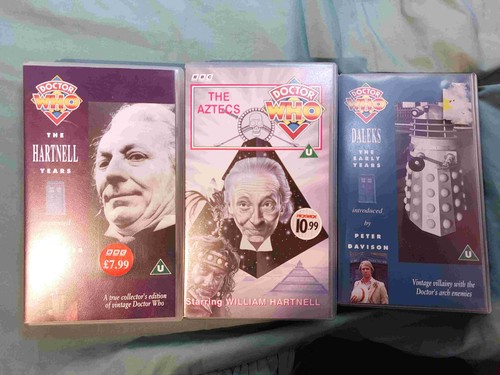 DOCTOR
WHO
THE
HARTNELL
YEARS
BBC
£7.99
U
A true collector's edition
of vintage Doctor Who
BBC
THE
AZTECS
DOCTOR
WHO
U
10.99
Starring WILLIAM HARTNELL
DOCTOR
WHO
DALEKS
THE
EARLY
YEARS
introduced
by
PETER
DAVISON
U
Vintage villainy with the
Doctor's arch enemies